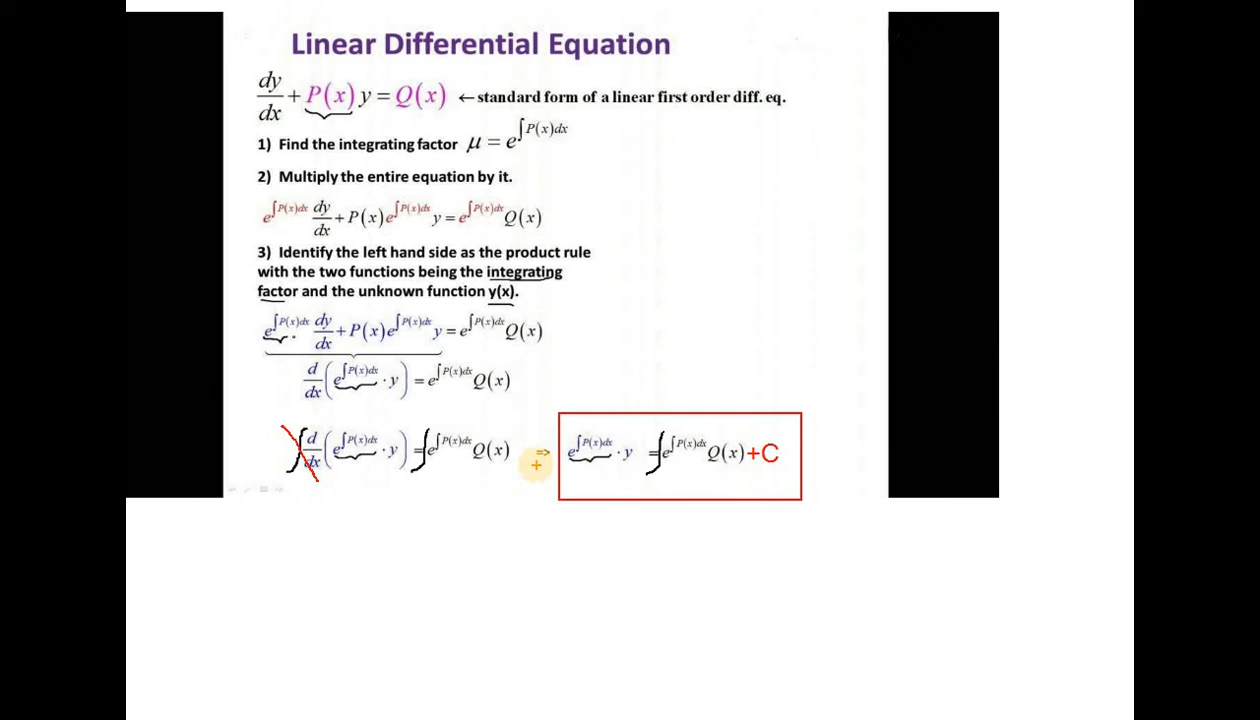 Linear Differential Equation
dy/dx + P(x) y = Q(x) ← standard form of a linear first order diff. eq.
1) Find the integrating factor μ = e^∫P(x)dx
2) Multiply the entire equation by it.
e^∫P(x)dx dy/dx + P(x) e^∫P(x)dx y = e^∫P(x)dx Q(x)
3) Identify the left hand side as the product rule
with the two functions being the integrating
factor and the unknown function y(x).
e^∫P(x)dx dy/dx + P(x) e^∫P(x)dx y = e^∫P(x)dx Q(x)
d/dx (e^∫P(x)dx · y) = e^∫P(x)dx Q(x)
∫ d/dx (e^∫P(x)dx · y) = ∫ e^∫P(x)dx Q(x) => e^∫P(x)dx · y = ∫ e^∫P(x)dx Q(x) +C